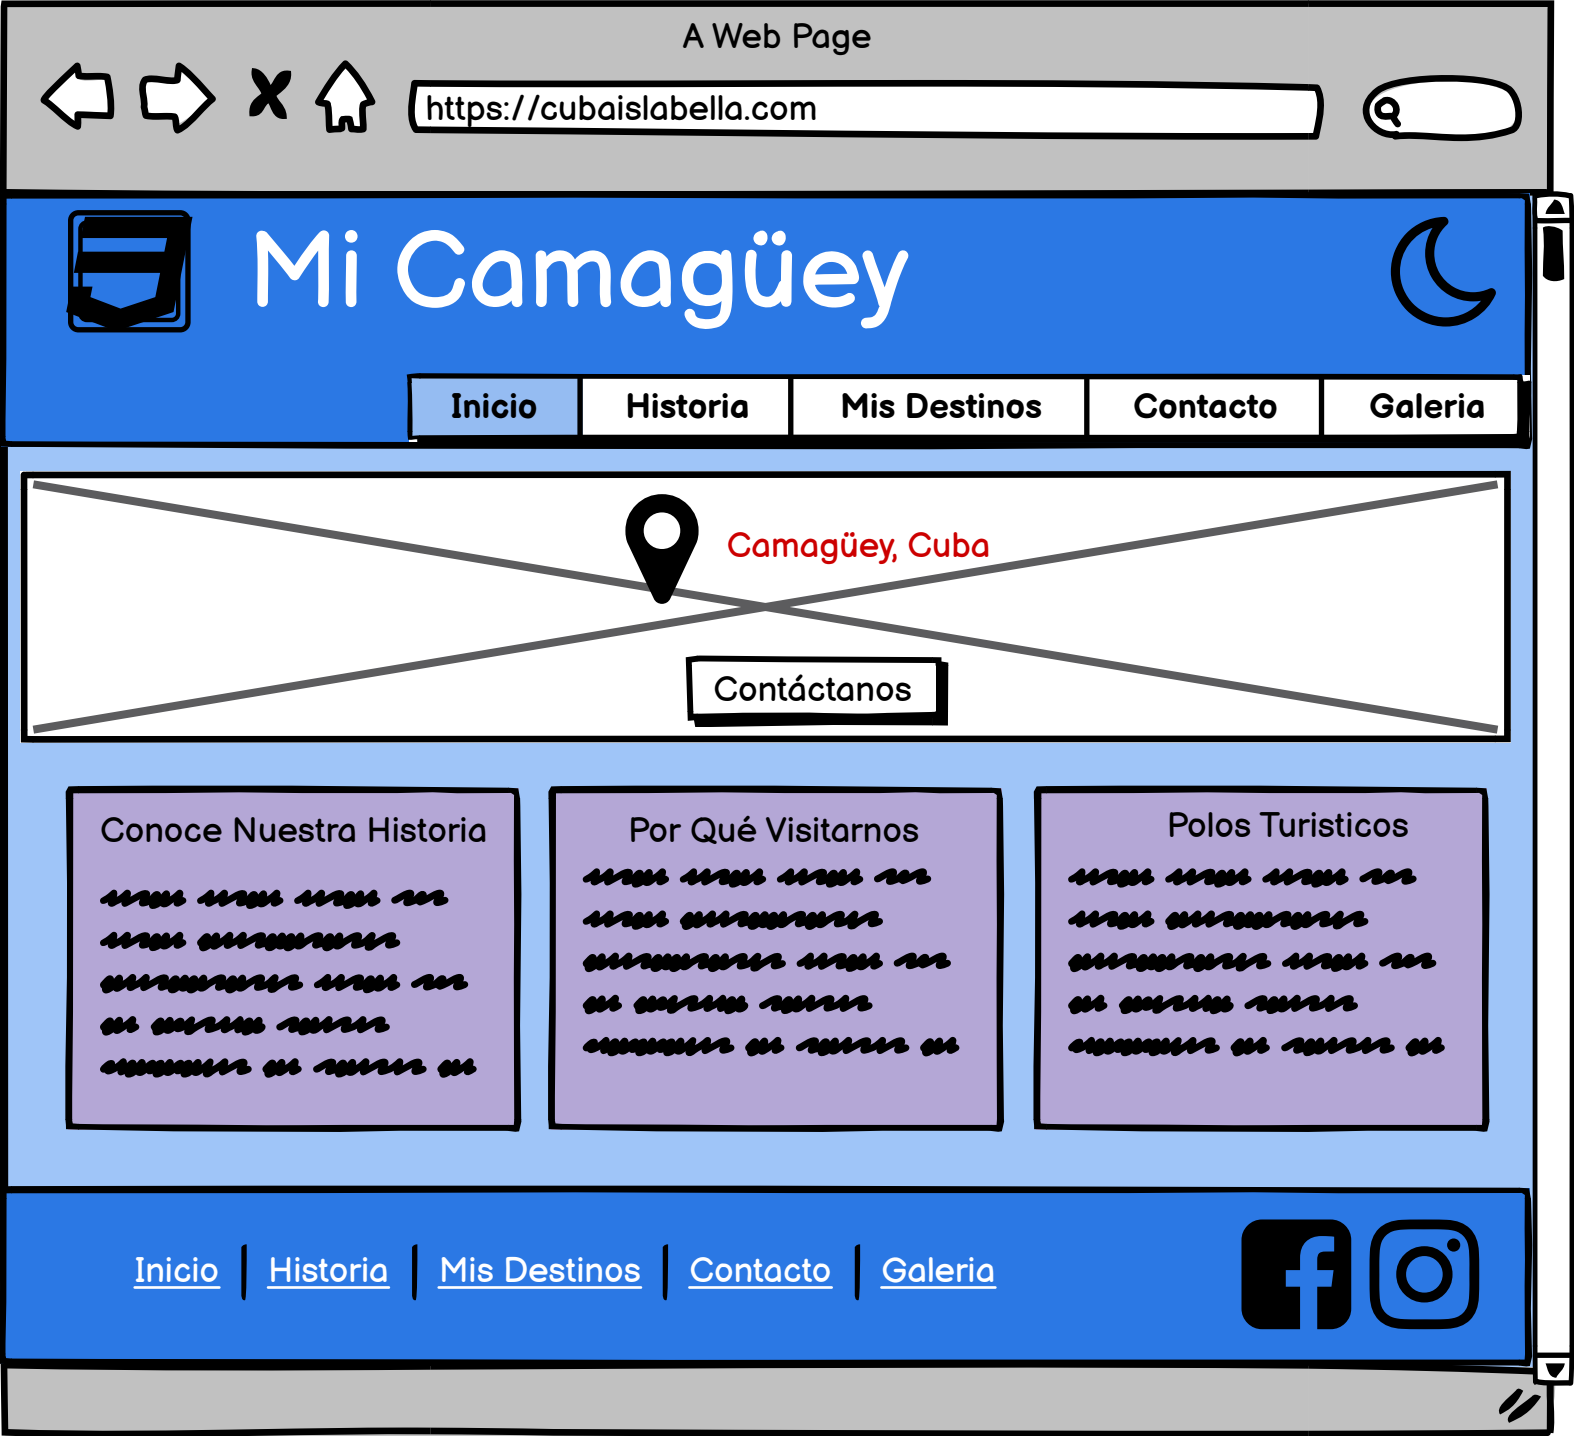 A Web Page
https://cubaislabella.com
Mi Camagüey
Inicio Historia Mis Destinos Contacto Galeria
Camagüey, Cuba
Contáctanos
Conoce Nuestra Historia
Por Qué Visitarnos
Polos Turisticos
Inicio Historia Mis Destinos Contacto Galeria